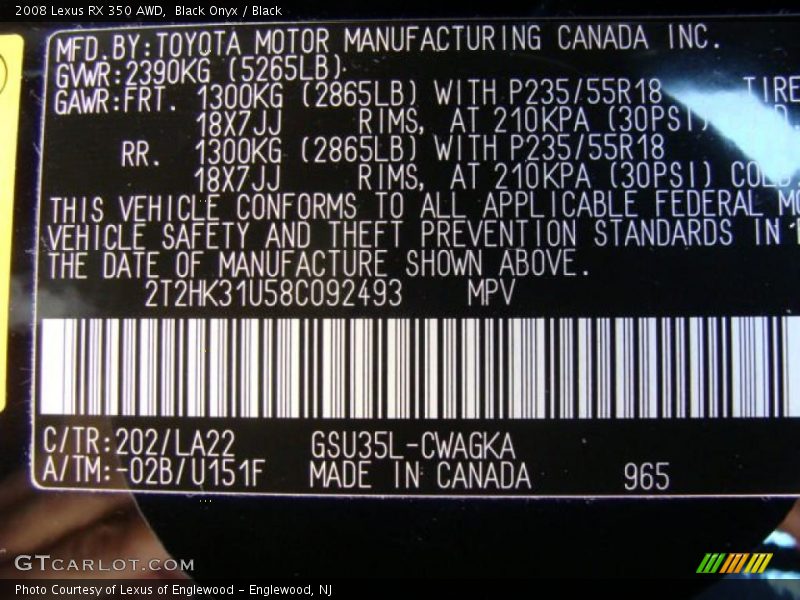 2008 Lexus RX 350 AWD, Black Onyx / Black
MFD.BY:TOYOTA MOTOR MANUFACTURING CANADA INC.
GVWR:2390KG (5265LB)
GAWR:FRT. 1300KG (2865LB) WITH P235/55R18 TIRE
18X7JJ RIMS, AT 210KPA (30PSI)
RR. 1300KG (2865LB) WITH P235/55R18
18X7JJ RIMS, AT 210KPA (30PSI) COLD
THIS VEHICLE CONFORMS TO ALL APPLICABLE FEDERAL MO
VEHICLE SAFETY AND THEFT PREVENTION STANDARDS IN
THE DATE OF MANUFACTURE SHOWN ABOVE.
2T2HK31U58C092493 MPV
C/TR:202/LA22 GSU35L-CWAGKA
A/TM:-02B/U151F MADE IN CANADA 965
GTCARLOT.COM
Photo Courtesy of Lexus of Englewood - Englewood, NJ